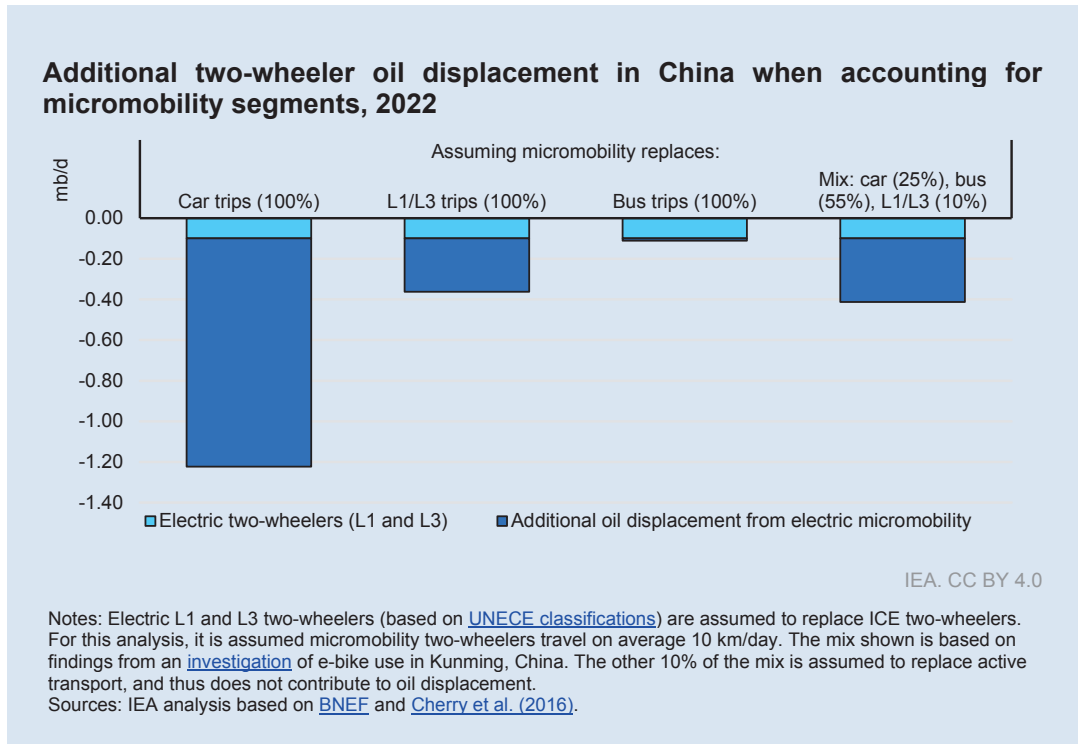 Additional two-wheeler oil displacement in China when accounting for
micromobility segments, 2022
Assuming micromobility replaces:
mb/d
Car trips (100%)
L1/L3 trips (100%)
Bus trips (100%)
Mix: car (25%), bus
(55%), L1/L3 (10%)
0.00
-0.20
-0.40
-0.60
-0.80
-1.00
-1.20
-1.40
Electric two-wheelers (L1 and L3)
Additional oil displacement from electric micromobility
IEA. CC BY 4.0
Notes: Electric L1 and L3 two-wheelers (based on UNECE classifications) are assumed to replace ICE two-wheelers.
For this analysis, it is assumed micromobility two-wheelers travel on average 10 km/day. The mix shown is based on
findings from an investigation of e-bike use in Kunming, China. The other 10% of the mix is assumed to replace active
transport, and thus does not contribute to oil displacement.
Sources: IEA analysis based on BNEF and Cherry et al. (2016).